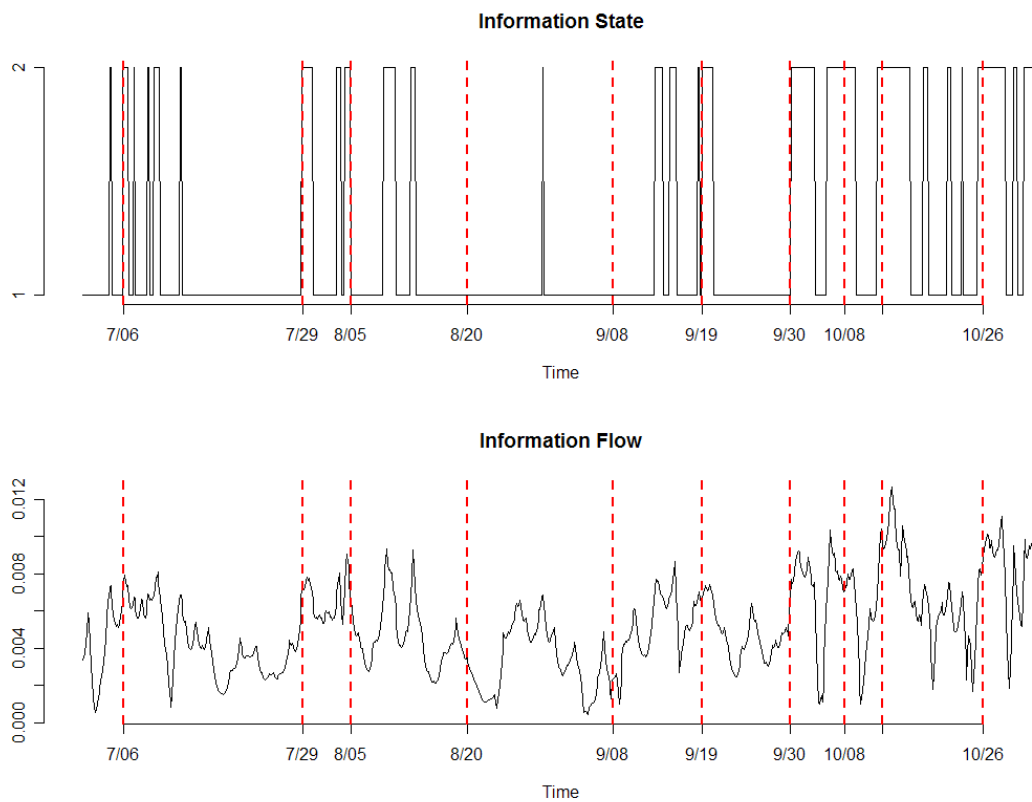 Information State
2
1
7/06 7/29 8/05 8/20 9/08 9/19 9/30 10/08 10/26
Time
Information Flow
0.012
0.008
0.004
0.000
7/06 7/29 8/05 8/20 9/08 9/19 9/30 10/08 10/26
Time